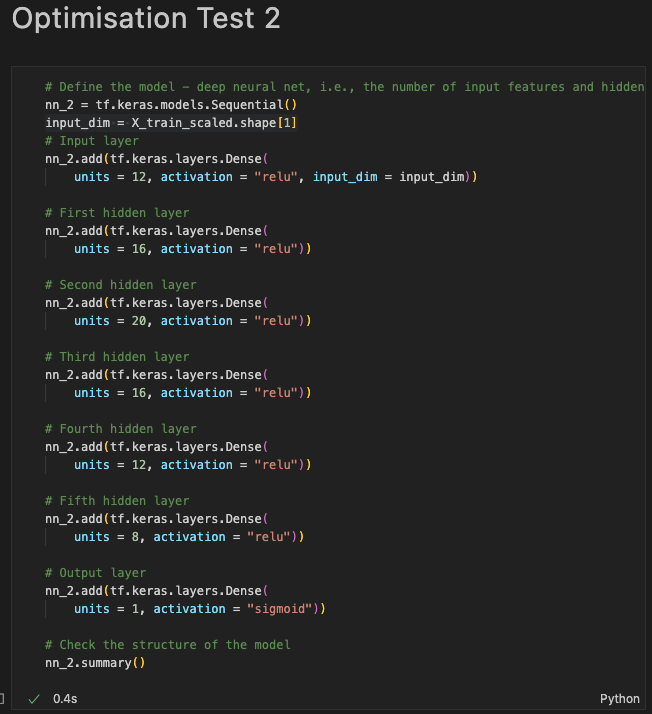 Optimisation Test 2
# Define the model – deep neural net, i.e., the number of input features and hidden
nn_2 = tf.keras.models.Sequential()
input_dim = X_train_scaled.shape[1]
# Input layer
nn_2.add(tf.keras.layers.Dense(
units = 12, activation = "relu", input_dim = input_dim))
# First hidden layer
nn_2.add(tf.keras.layers.Dense(
units = 16, activation = "relu"))
# Second hidden layer
nn_2.add(tf.keras.layers.Dense(
units = 20, activation = "relu"))
# Third hidden layer
nn_2.add(tf.keras.layers.Dense(
units = 16, activation = "relu"))
# Fourth hidden layer
nn_2.add(tf.keras.layers.Dense(
units = 12, activation = "relu"))
# Fifth hidden layer
nn_2.add(tf.keras.layers.Dense(
units = 8, activation = "relu"))
# Output layer
nn_2.add(tf.keras.layers.Dense(
units = 1, activation = "sigmoid"))
# Check the structure of the model
nn_2.summary()
] ✓ 0.4s Python